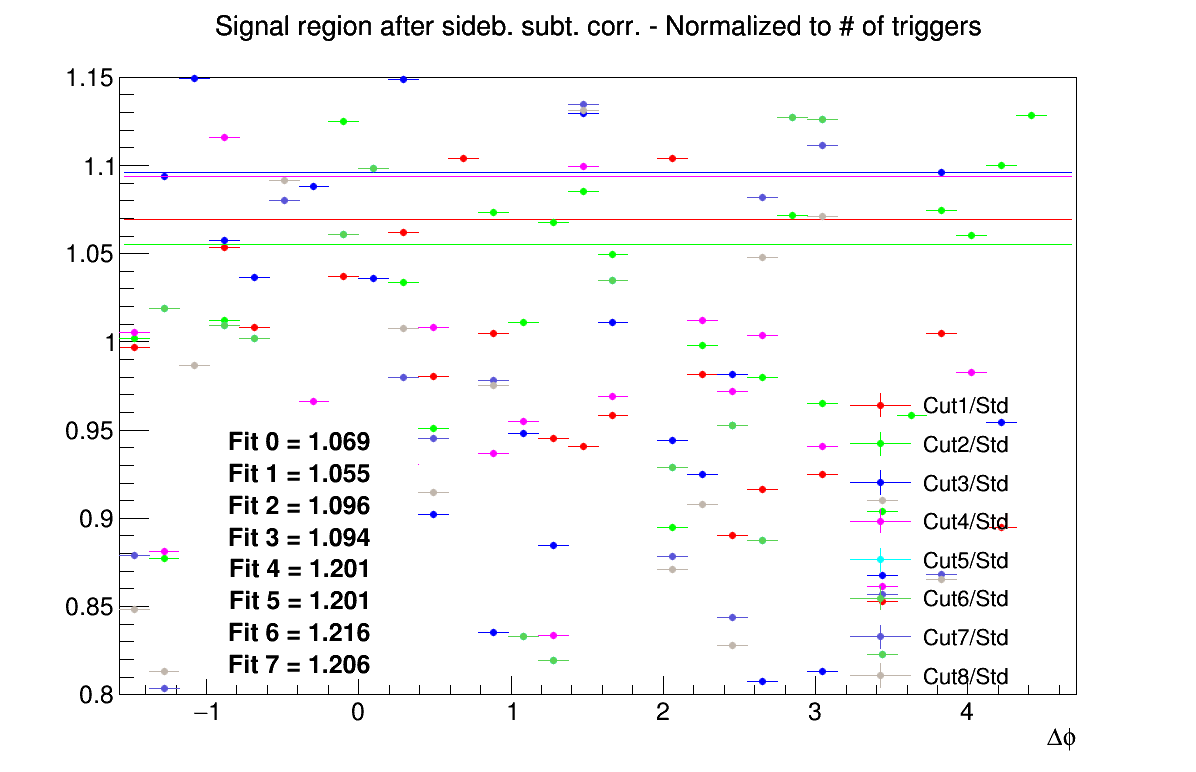 Signal region after sideb. subt. corr. - Normalized to # of triggers
1.15
1.1
1.05
1
0.95
0.9
0.85
0.8
Fit 0 = 1.069
Fit 1 = 1.055
Fit 2 = 1.096
Fit 3 = 1.094
Fit 4 = 1.201
Fit 5 = 1.201
Fit 6 = 1.216
Fit 7 = 1.206
Cut1/Std
Cut2/Std
Cut3/Std
Cut4/Std
Cut5/Std
Cut6/Std
Cut7/Std
Cut8/Std
−1 0 1 2 3 4
Δϕ